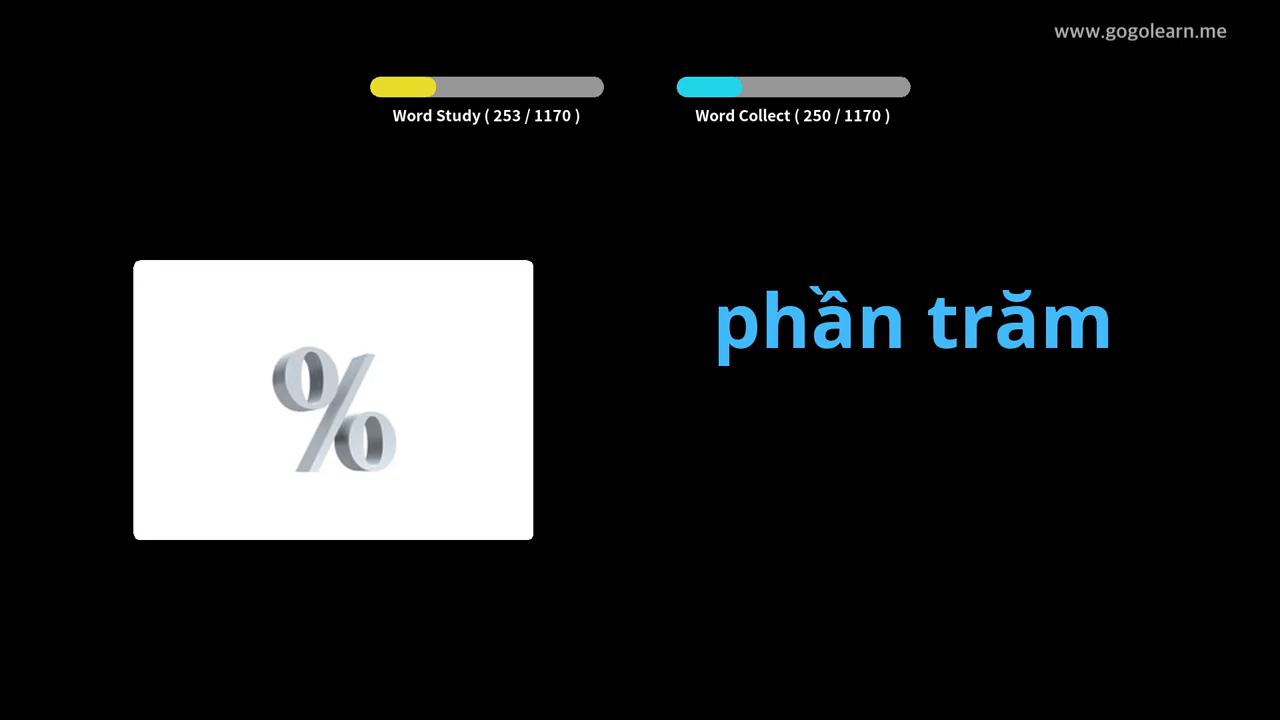 www.gogolearn.me
Word Study ( 253 / 1170 )
Word Collect ( 250 / 1170 )
%
phần trăm